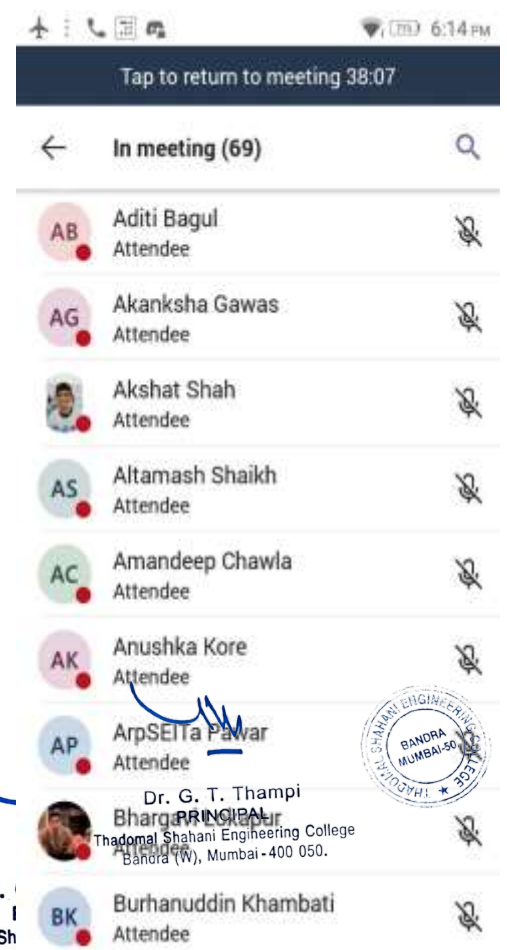 6:14 PM
Tap to return to meeting 38:07
In meeting (69)
AB
Aditi Bagul
Attendee
AG
Akanksha Gawas
Attendee
Akshat Shah
Attendee
AS
Altamash Shaikh
Attendee
AC
Amandeep Chawla
Attendee
AK
Anushka Kore
Attendee
AP
ArpSEITa Pawar
Attendee
SHAHANI ENGINEERING
BANDRA
MUMBAI-50
Dr. G. T. Thampi
PRINCIPAL
Thadomal Shahani Engineering College
Bandra (W), Mumbai-400 050.
Attendee
BK
Burhanuddin Khambati
Attendee
Sh